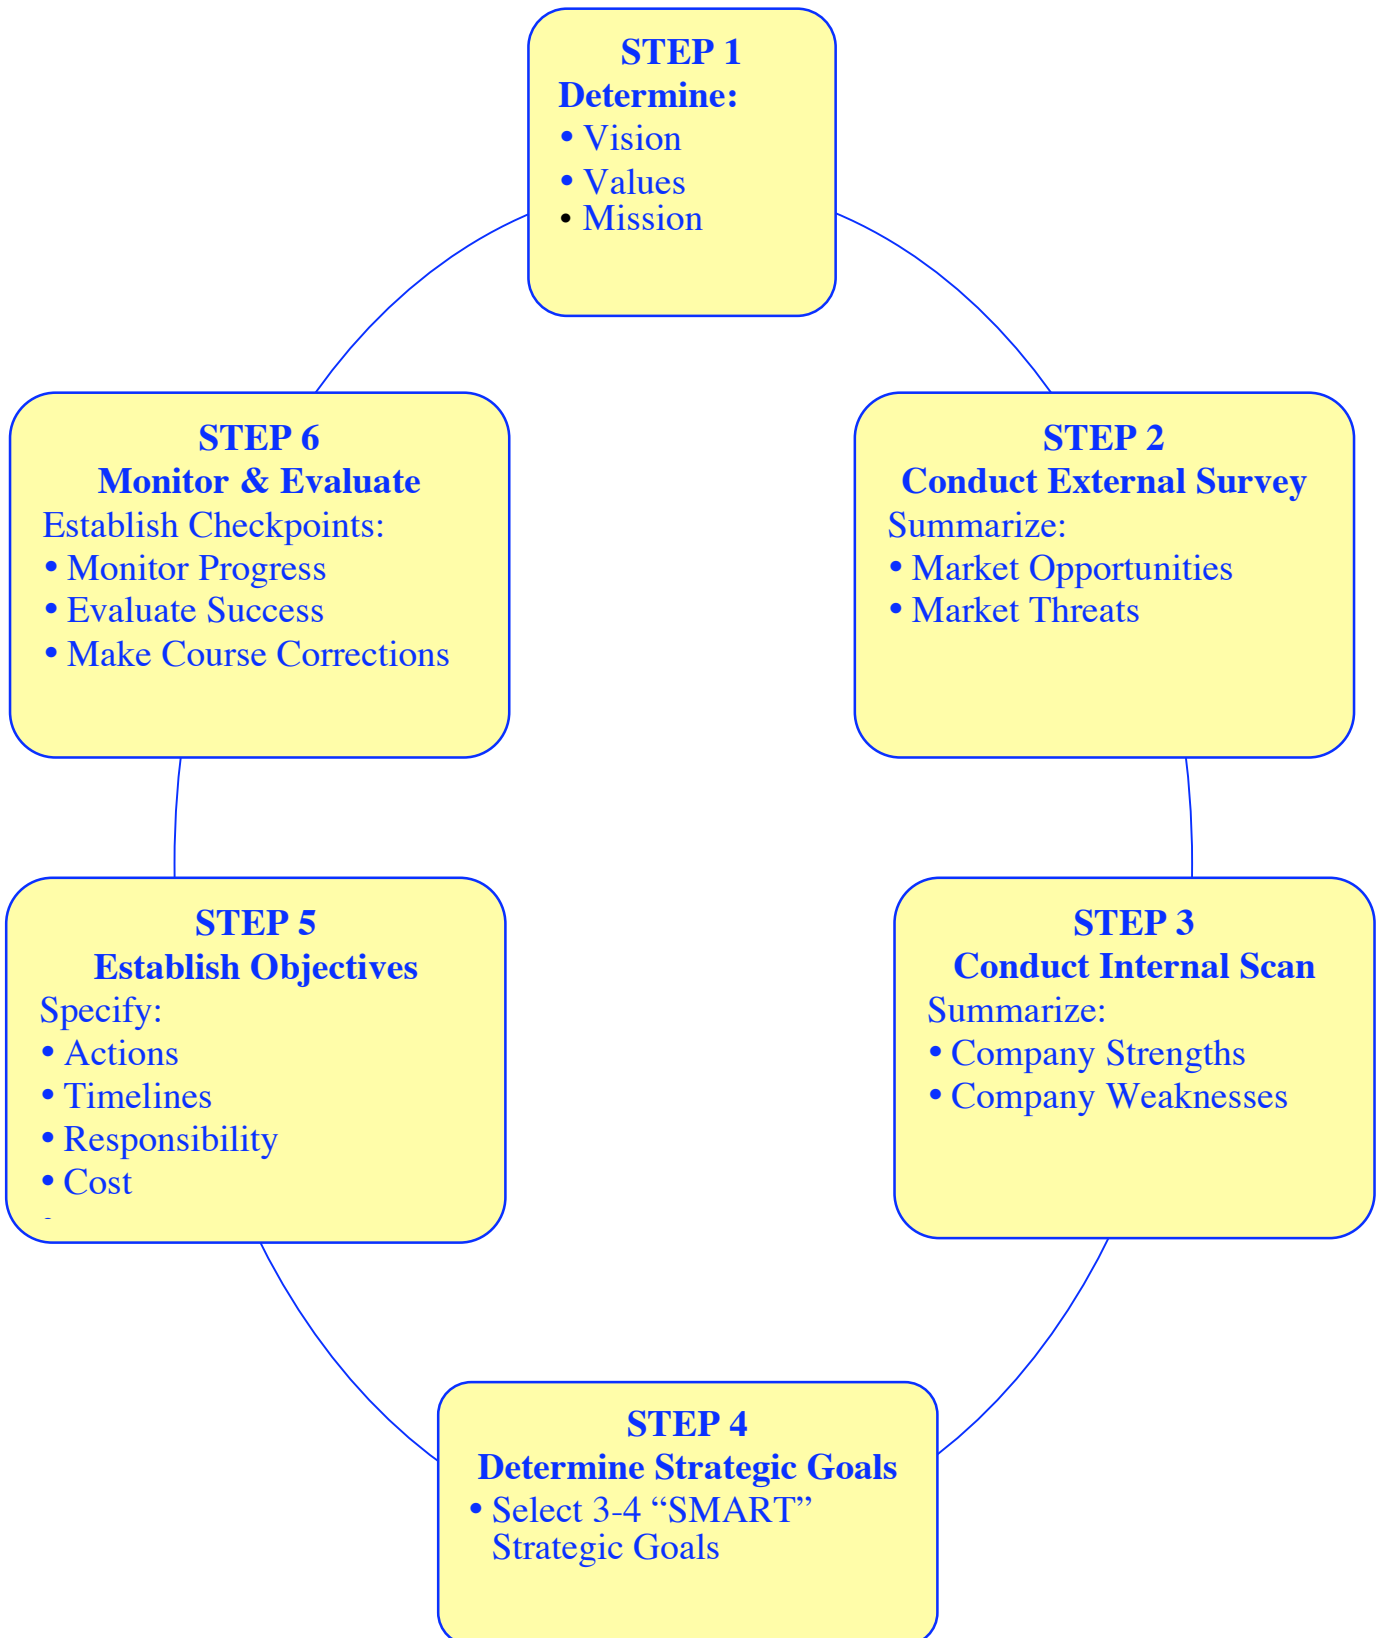 STEP 1
Determine:
• Vision
• Values
• Mission
STEP 2
Conduct External Survey
Summarize:
• Market Opportunities
• Market Threats
STEP 3
Conduct Internal Scan
Summarize:
• Company Strengths
• Company Weaknesses
STEP 4
Determine Strategic Goals
• Select 3-4 “SMART”
Strategic Goals
STEP 5
Establish Objectives
Specify:
• Actions
• Timelines
• Responsibility
• Cost
STEP 6
Monitor & Evaluate
Establish Checkpoints:
• Monitor Progress
• Evaluate Success
• Make Course Corrections